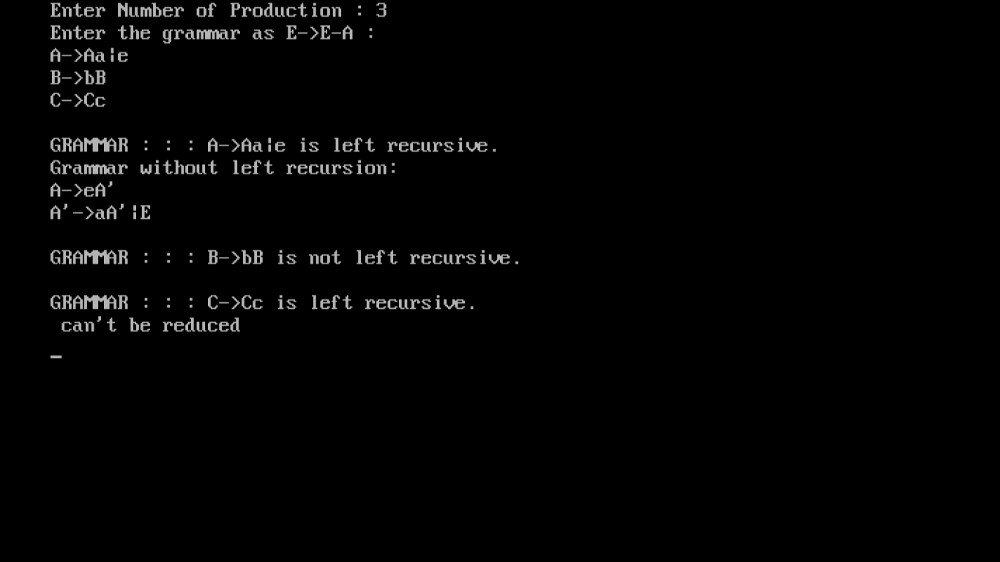 Enter Number of Production : 3
Enter the grammar as E->E-A :
A->Aa|e
B->bB
C->Cc
GRAMMAR : : : A->Aa|e is left recursive.
Grammar without left recursion:
A->eA'
A'->aA'|E
GRAMMAR : : : B->bB is not left recursive.
GRAMMAR : : : C->Cc is left recursive.
can't be reduced
_